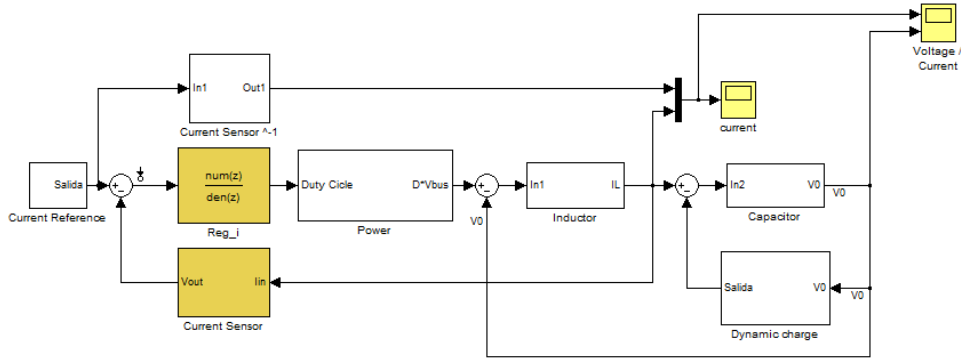 Voltage /
Current
In1
Out1
Current Sensor ^-1
current
Salida
Current Reference
+
-
num(z)
den(z)
Reg_i
Duty Cicle
D*Vbus
Power
+
-
V0
In1
IL
Inductor
+
-
In2
V0
Capacitor
V0
Vout
Iin
Current Sensor
Salida
V0
Dynamic charge
V0